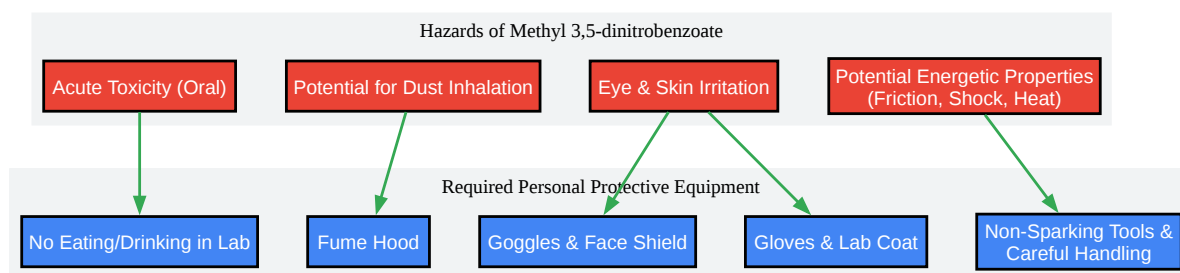 Hazards of Methyl 3,5-dinitrobenzoate
Acute Toxicity (Oral)
Potential for Dust Inhalation
Eye & Skin Irritation
Potential Energetic Properties
(Friction, Shock, Heat)
Required Personal Protective Equipment
No Eating/Drinking in Lab
Fume Hood
Goggles & Face Shield
Gloves & Lab Coat
Non-Sparking Tools &
Careful Handling